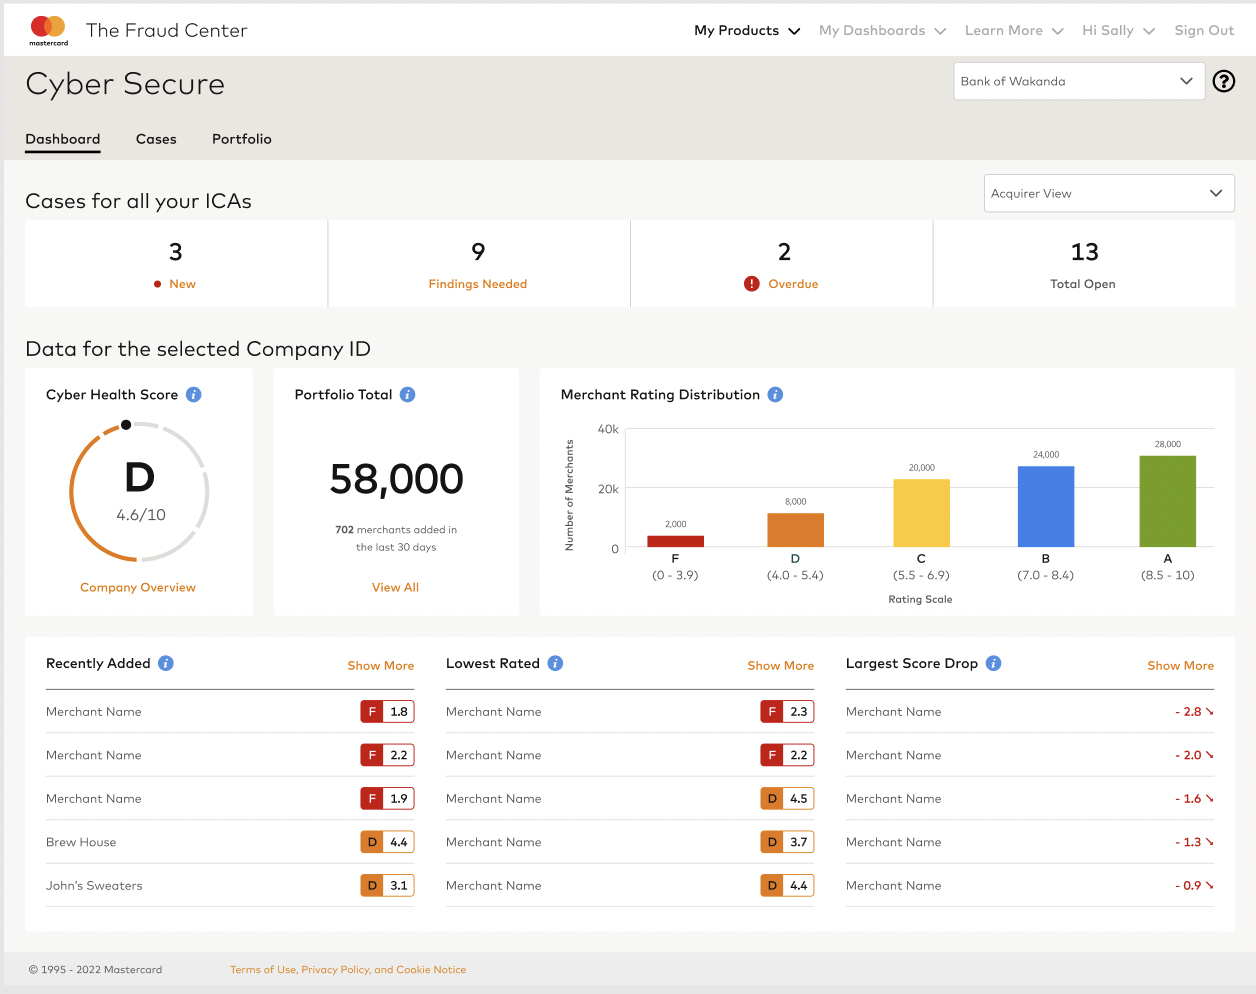 mastercard
The Fraud Center
My Products
My Dashboards
Learn More
Hi Sally
Sign Out
Cyber Secure
Bank of Wakanda
?
Dashboard
Cases
Portfolio
Cases for all your ICAs
Acquirer View
3
New
9
Findings Needed
2
! Overdue
13
Total Open
Data for the selected Company ID
Cyber Health Score i
D
4.6/10
Company Overview
Portfolio Total i
58,000
702 merchants added in
the last 30 days
View All
Merchant Rating Distribution i
Number of Merchants
40k
20k
0
2,000
8,000
20,000
24,000
28,000
F
D
C
B
A
(0 - 3.9)
(4.0 - 5.4)
(5.5 - 6.9)
(7.0 - 8.4)
(8.5 - 10)
Rating Scale
Recently Added i
Show More
Merchant Name F 1.8
Merchant Name F 2.2
Merchant Name F 1.9
Brew House D 4.4
John's Sweaters D 3.1
Lowest Rated i
Show More
Merchant Name F 2.3
Merchant Name F 2.2
Merchant Name D 4.5
Merchant Name D 3.7
Merchant Name D 4.4
Largest Score Drop i
Show More
Merchant Name - 2.8
Merchant Name - 2.0
Merchant Name - 1.6
Merchant Name - 1.3
Merchant Name - 0.9
© 1995 - 2022 Mastercard
Terms of Use, Privacy Policy, and Cookie Notice